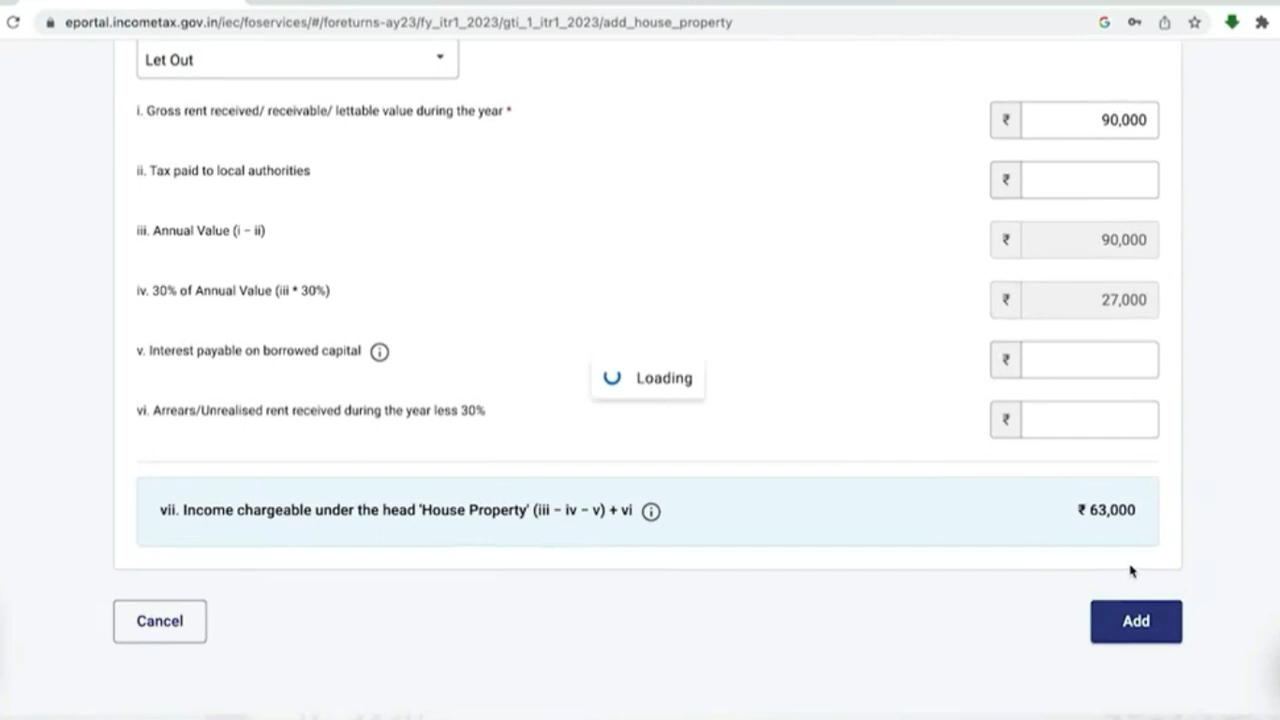 eportal.incometax.gov.in/iec/foservices/#/foreturns-ay23/fy_itr1_2023/gti_1_itr1_2023/add_house_property
Let Out
i. Gross rent received/ receivable/ lettable value during the year *
₹ 90,000
ii. Tax paid to local authorities
₹
iii. Annual Value (i - ii)
₹ 90,000
iv. 30% of Annual Value (iii * 30%)
₹ 27,000
v. Interest payable on borrowed capital
₹
Loading
vi. Arrears/Unrealised rent received during the year less 30%
₹
vii. Income chargeable under the head 'House Property' (iii - iv - v) + vi
₹ 63,000
Cancel
Add